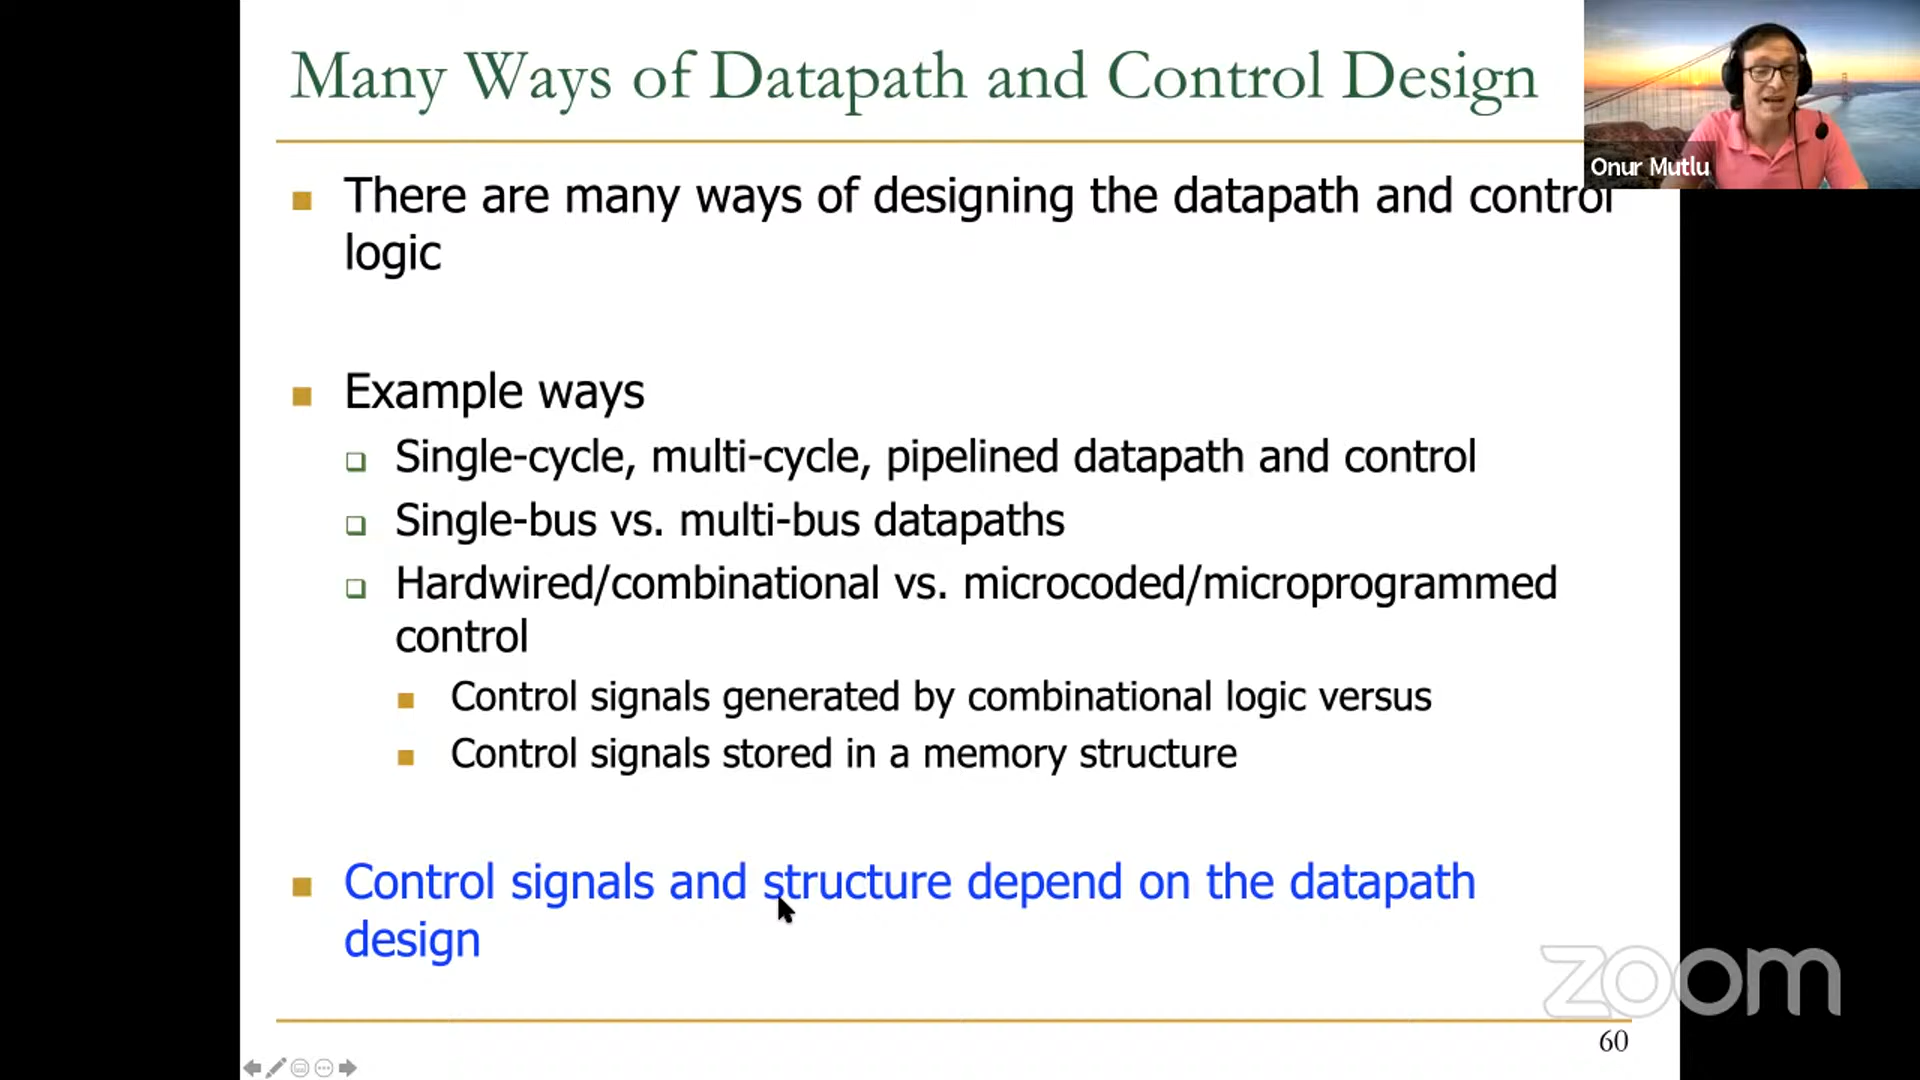 Many Ways of Datapath and Control Design
Onur Mutlu
There are many ways of designing the datapath and control
logic
Example ways
Single-cycle, multi-cycle, pipelined datapath and control
Single-bus vs. multi-bus datapaths
Hardwired/combinational vs. microcoded/microprogrammed
control
Control signals generated by combinational logic versus
Control signals stored in a memory structure
Control signals and structure depend on the datapath
design
zoom
60